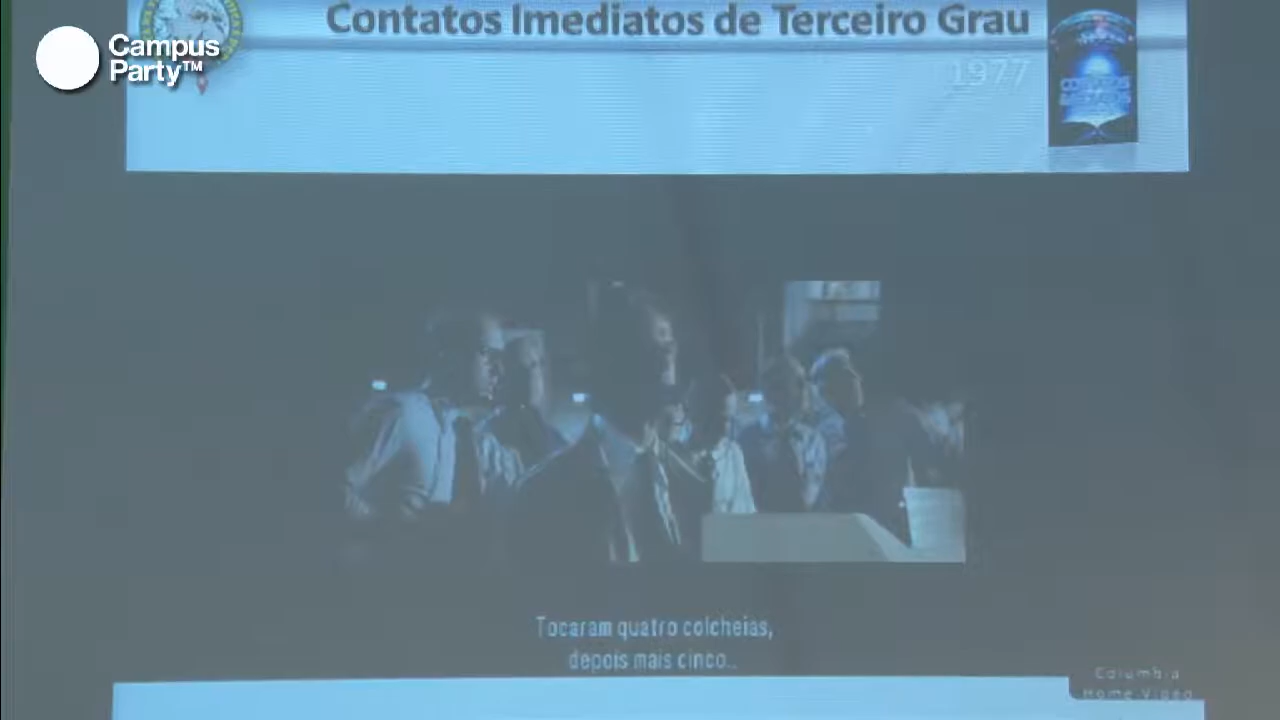 Contatos Imediatos de Terceiro Grau
Campus
Party™
1977
Tocaram quatro colcheias,
depois mais cinco...
Columbia
Home Video